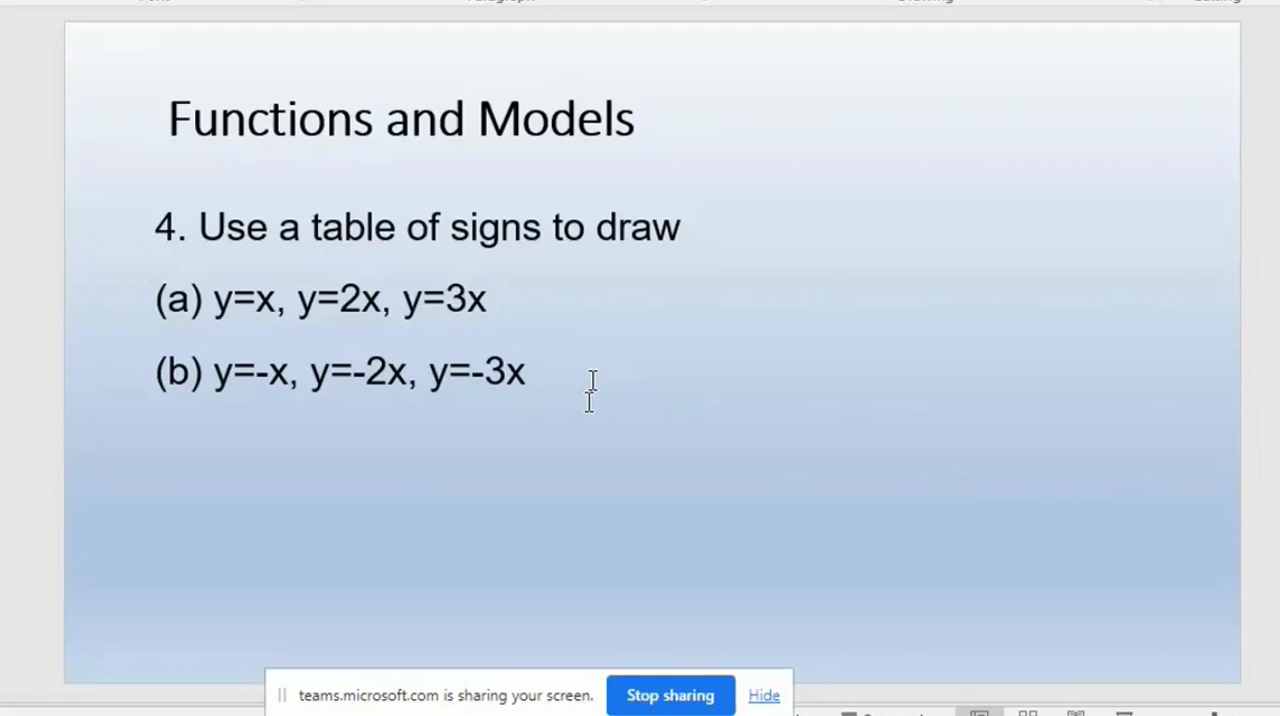 Functions and Models
4. Use a table of signs to draw
(a) y=x, y=2x, y=3x
(b) y=-x, y=-2x, y=-3x
teams.microsoft.com is sharing your screen. Stop sharing Hide